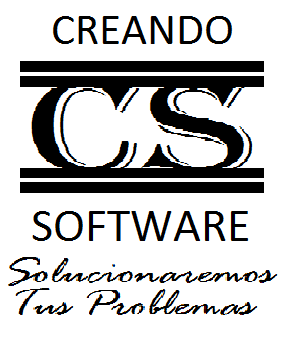 CREANDO
CS
SOFTWARE
Solucionaremos
Tus Problemas